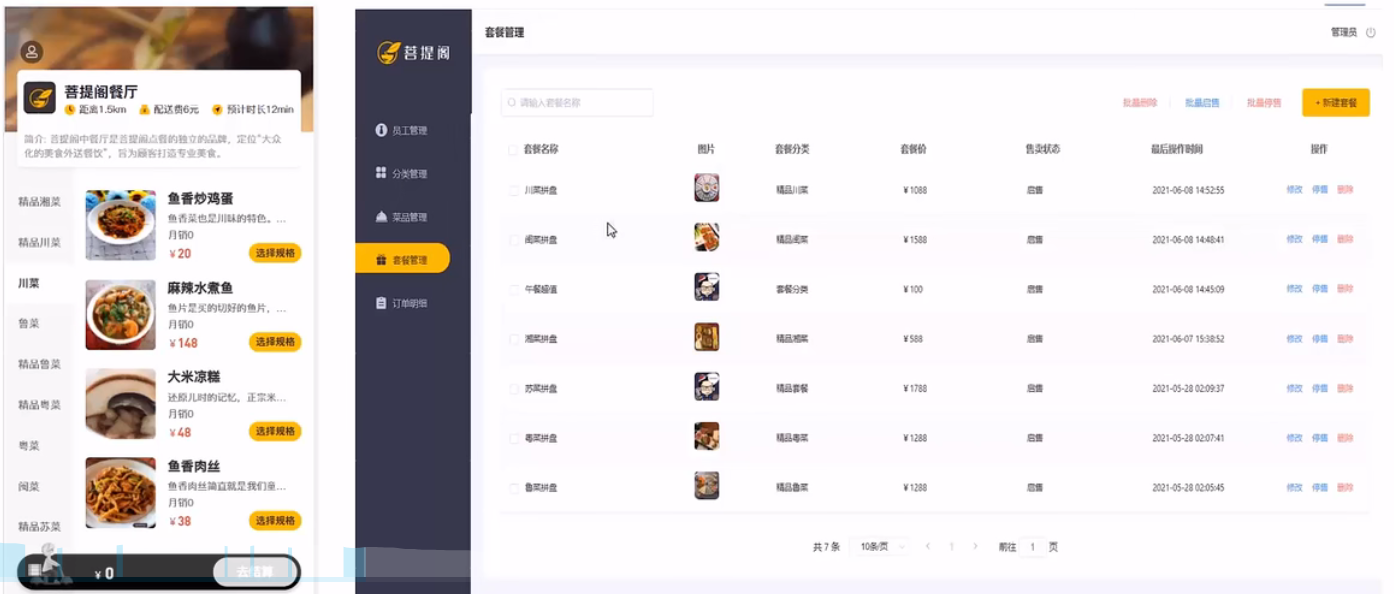 菩提阁餐厅
距离1.5km 配送费6元 预计时长12min
简介: 菩提阁中餐厅是菩提阁点餐的独立的品牌，定位“大众
化的美食外送餐饮”，旨为顾客打造专业美食。
精品湘菜
精品川菜
川菜
鲁菜
精品鲁菜
精品粤菜
粤菜
闽菜
精品苏菜
鱼香炒鸡蛋
鱼香菜也是川味的特色。...
月销0
¥20 选择规格
麻辣水煮鱼
鱼片是买的切好的鱼片，...
月销0
¥148 选择规格
大米凉糕
还原儿时的记忆，正宗米...
月销0
¥48 选择规格
鱼香肉丝
鱼香肉丝简直就是我们童...
月销0
¥38 选择规格
¥0 去结算
菩提阁
员工管理
分类管理
菜品管理
套餐管理
订单明细
套餐管理 管理员
请输入套餐名称 批量删除 批量启售 批量停售 + 新建套餐
套餐名称 图片 套餐分类 套餐价 售卖状态 最后操作时间 操作
川菜拼盘 精品川菜 ¥1088 启售 2021-06-08 14:52:55 修改 停售 删除
闽菜拼盘 精品闽菜 ¥1588 启售 2021-06-08 14:48:41 修改 停售 删除
午餐超值 套餐分类 ¥100 启售 2021-06-08 14:45:09 修改 停售 删除
湘菜拼盘 精品湘菜 ¥588 启售 2021-06-07 15:38:52 修改 停售 删除
苏菜拼盘 精品套餐 ¥1788 启售 2021-05-28 02:09:37 修改 停售 删除
粤菜拼盘 精品粤菜 ¥1288 启售 2021-05-28 02:07:41 修改 停售 删除
鲁菜拼盘 精品鲁菜 ¥1288 启售 2021-05-28 02:05:45 修改 停售 删除
共 7 条 10条/页 1 前往 1 页